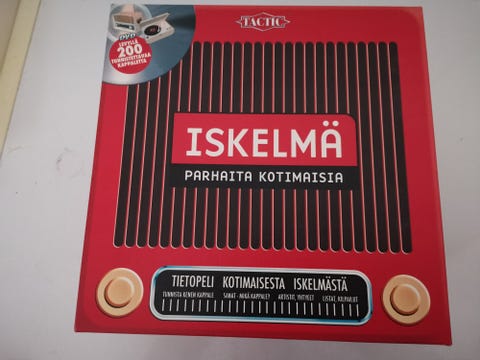 TACTIC
DVD
LEVYLLÄ
200
TUNNISTETTAVAA
KAPPALETTA
ISKELMÄ
PARHAITA KOTIMAISIA
TIETOPELI KOTIMAISESTA ISKELMÄSTÄ
TUNNISTA KENEN KAPPALE SANAT - MIKÄ KAPPALE? ARTISTIT, YHTYEET LISTAT, KILPAILUT